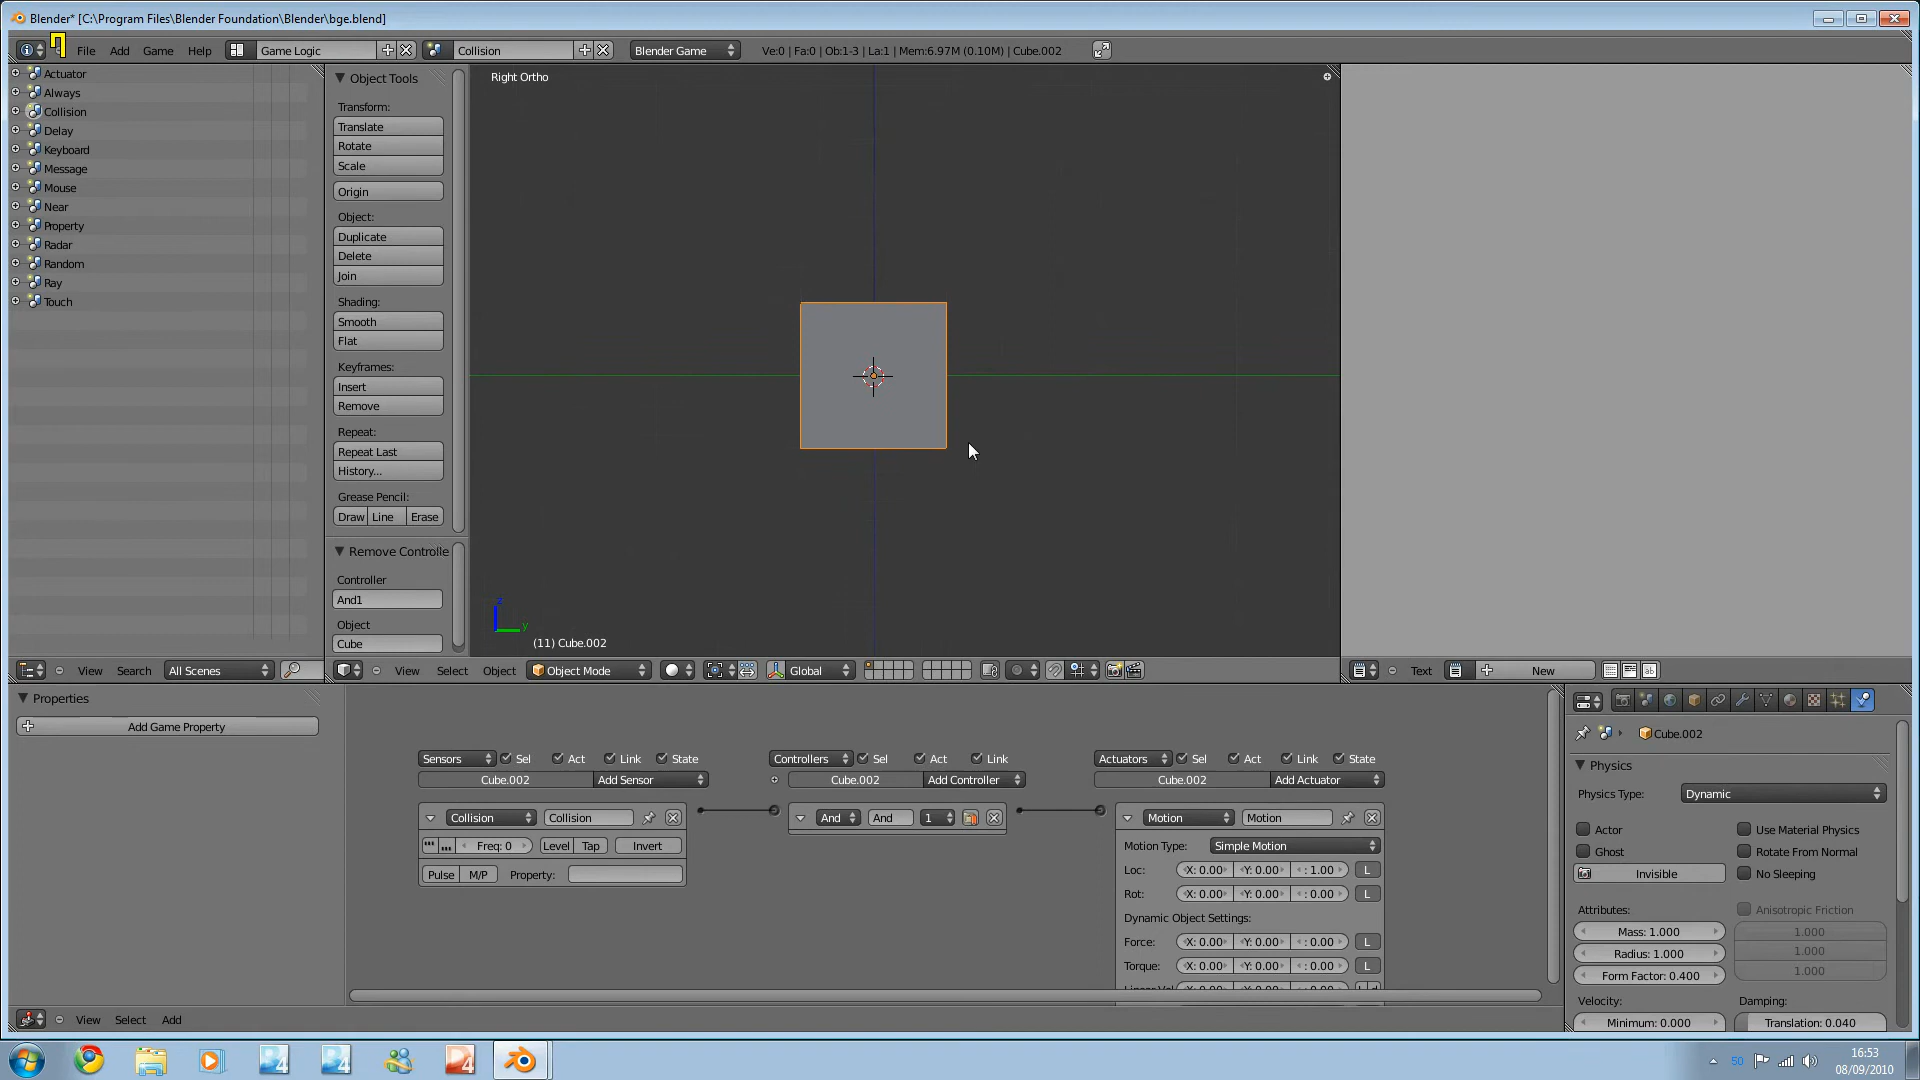 Blender* [C:\Program Files\Blender Foundation\Blender\bge.blend]
File Add Game Help Game Logic Collision Blender Game Ve:0 | Fa:0 | Ob:1-3 | La:1 | Mem:6.97M (0.10M) | Cube.002
Actuator
Always
Collision
Delay
Keyboard
Message
Mouse
Near
Property
Radar
Random
Ray
Touch
View Search All Scenes
Object Tools
Transform:
Translate
Rotate
Scale
Origin
Object:
Duplicate
Delete
Join
Shading:
Smooth
Flat
Keyframes:
Insert
Remove
Repeat:
Repeat Last
History...
Grease Pencil:
Draw Line Erase
Remove Controlle
Controller
And1
Object
Cube
Right Ortho
z
y
(11) Cube.002
View Select Object Object Mode Global
Text New
Properties
Add Game Property
Sensors Sel Act Link State
Cube.002 Add Sensor
Collision Collision
Freq: 0 Level Tap Invert
Pulse M/P Property:
Controllers Sel Act Link
Cube.002 Add Controller
And And 1
Actuators Sel Act Link State
Cube.002 Add Actuator
Motion Motion
Motion Type: Simple Motion
Loc: X: 0.00 Y: 0.00 : 1.00 L
Rot: X: 0.00 Y: 0.00 : 0.00 L
Dynamic Object Settings:
Force: X: 0.00 Y: 0.00 : 0.00 L
Torque: X: 0.00 Y: 0.00 : 0.00 L
View Select Add
Cube.002
Physics
Physics Type: Dynamic
Actor Use Material Physics
Ghost Rotate From Normal
Invisible No Sleeping
Attributes: Anisotropic Friction
Mass: 1.000 1.000
Radius: 1.000 1.000
Form Factor: 0.400 1.000
Velocity: Damping:
Minimum: 0.000 Translation: 0.040
50 16:53
08/09/2010